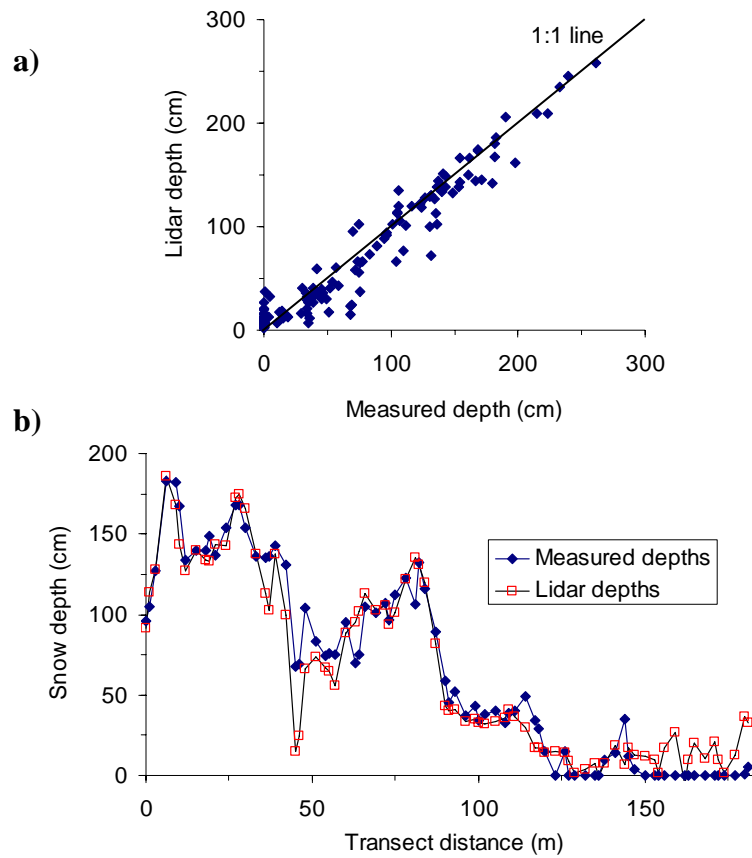 a)
300
200
100
0
Lidar depth (cm)
1:1 line
0 100 200 300
Measured depth (cm)
b)
200
150
100
50
0
Snow depth (cm)
Measured depths
Lidar depths
0 50 100 150
Transect distance (m)